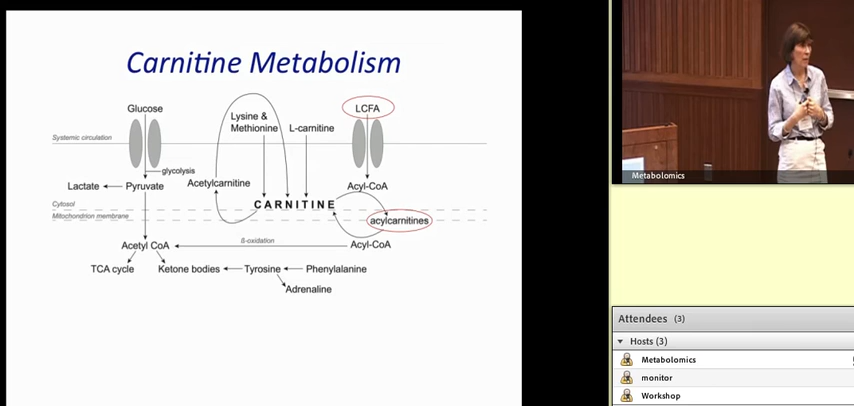 Carnitine Metabolism
Glucose
Lysine &
Methionine
L-carnitine
LCFA
Systemic circulation
glycolysis
Lactate
Pyruvate
Acetylcarnitine
Acyl-CoA
CARNITINE
Cytosol
Mitochondrion membrane
acylcarnitines
Acetyl CoA
ß-oxidation
Acyl-CoA
TCA cycle
Ketone bodies
Tyrosine
Phenylalanine
Adrenaline
Metabolomics
Attendees (3)
Hosts (3)
Metabolomics
monitor
Workshop